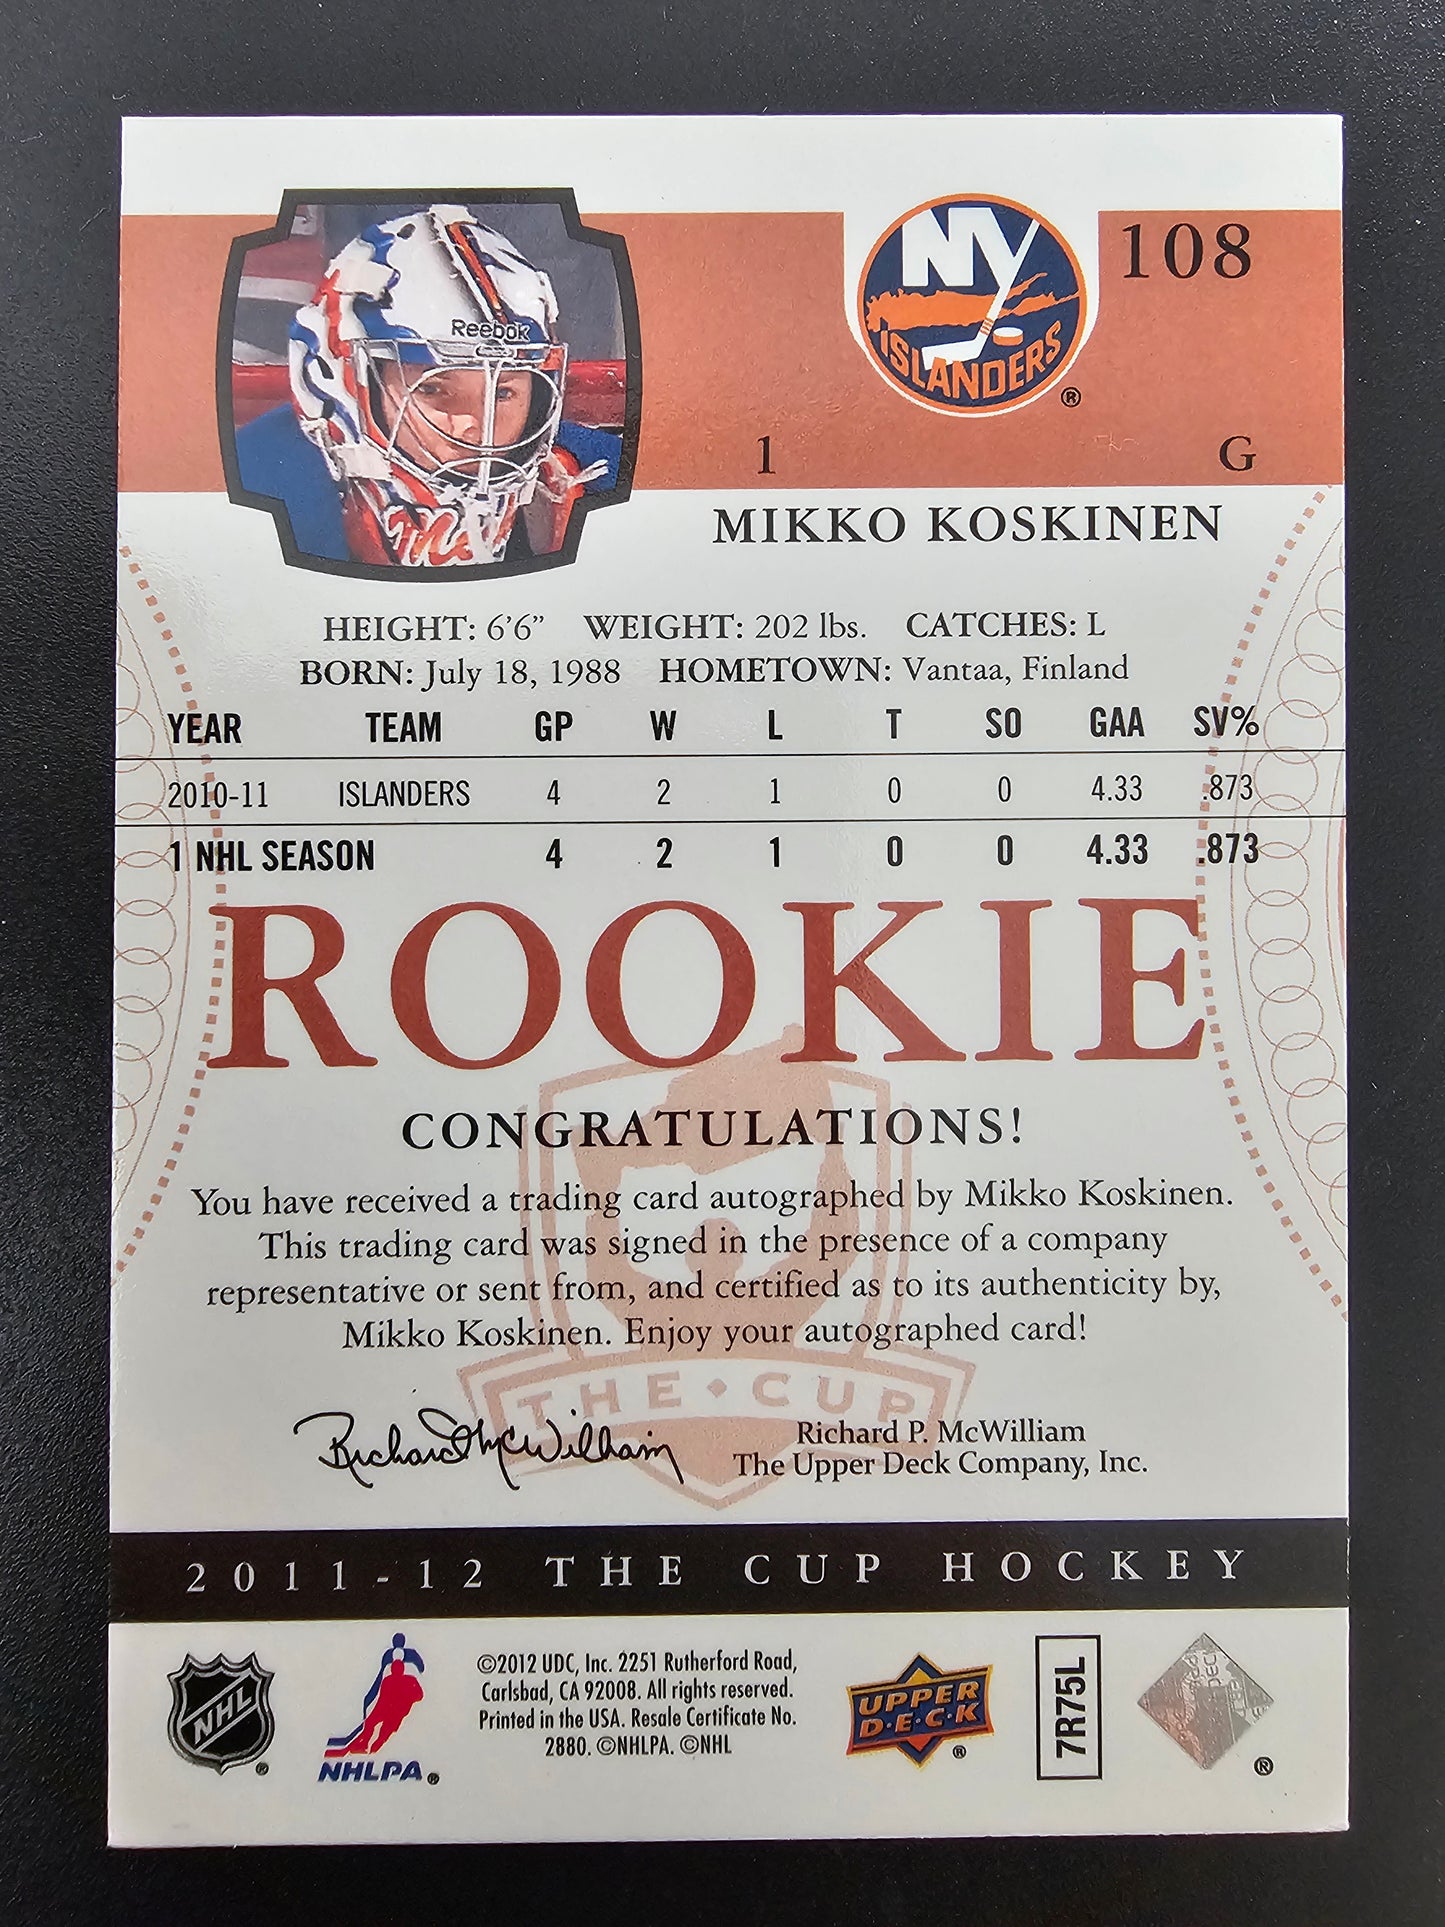 Reebok
NY
ISLANDERS
®
108
1 G
MIKKO KOSKINEN
HEIGHT: 6'6" WEIGHT: 202 lbs. CATCHES: L
BORN: July 18, 1988 HOMETOWN: Vantaa, Finland
YEAR TEAM GP W L T SO GAA SV%
2010-11 ISLANDERS 4 2 1 0 0 4.33 .873
1 NHL SEASON 4 2 1 0 0 4.33 .873
ROOKIE
CONGRATULATIONS!
You have received a trading card autographed by Mikko Koskinen.
This trading card was signed in the presence of a company
representative or sent from, and certified as to its authenticity by,
Mikko Koskinen. Enjoy your autographed card!
THE CUP
Richard McWilliam
Richard P. McWilliam
The Upper Deck Company, Inc.
2011-12 THE CUP HOCKEY
NHL
®
NHLPA®
©2012 UDC, Inc. 2251 Rutherford Road,
Carlsbad, CA 92008. All rights reserved.
Printed in the USA. Resale Certificate No.
2880. ©NHLPA. ©NHL
UPPER
D·E·C·K
®
7R75L
®